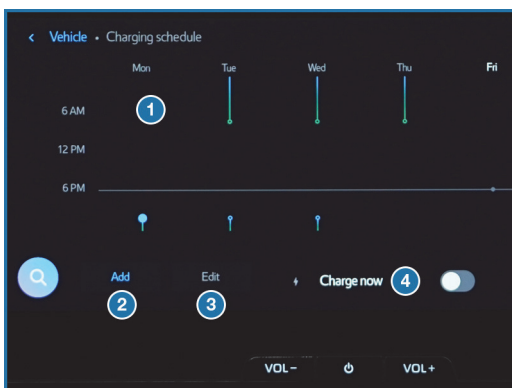 ‹ Vehicle • Charging schedule
Mon Tue Wed Thu Fri
6 AM
1
12 PM
6 PM
Add Edit Charge now 4
2 3
VOL− VOL+